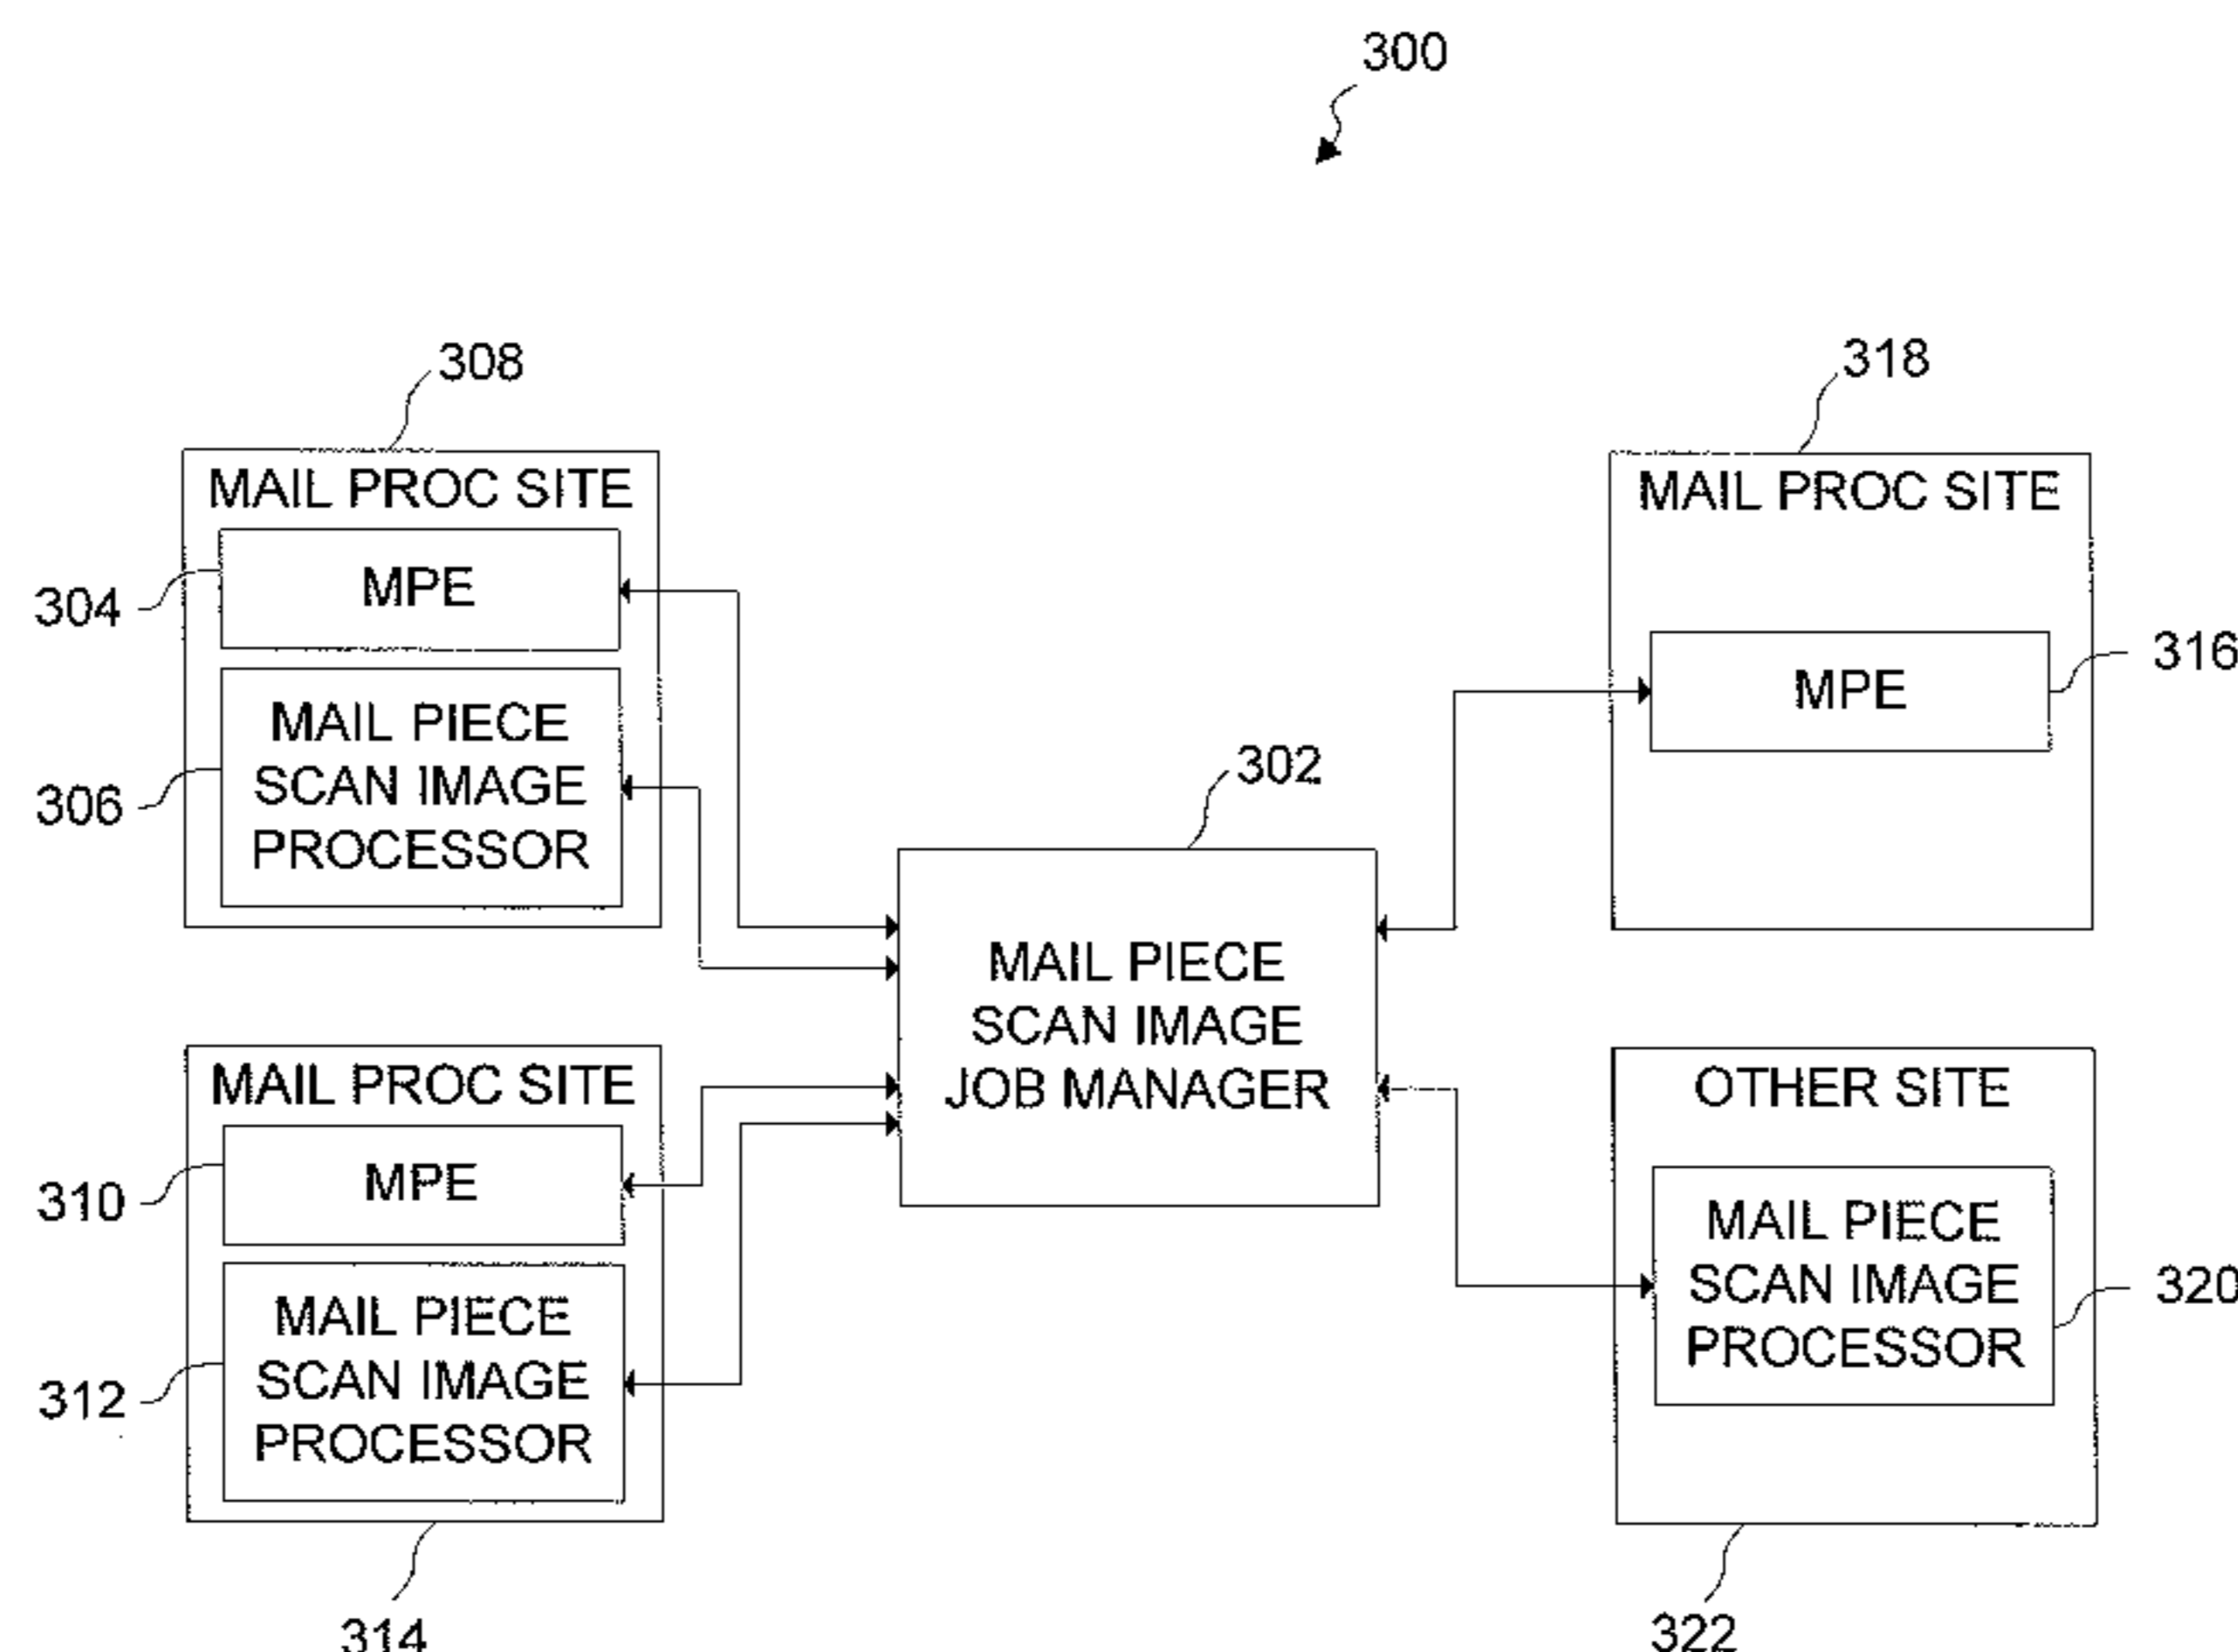 300
308
MAIL PROC SITE
304
MPE
306
MAIL PIECE
SCAN IMAGE
PROCESSOR
318
MAIL PROC SITE
MPE
316
302
MAIL PIECE
SCAN IMAGE
JOB MANAGER
MAIL PROC SITE
310
MPE
312
MAIL PIECE
SCAN IMAGE
PROCESSOR
314
OTHER SITE
MAIL PIECE
SCAN IMAGE
PROCESSOR
320
322